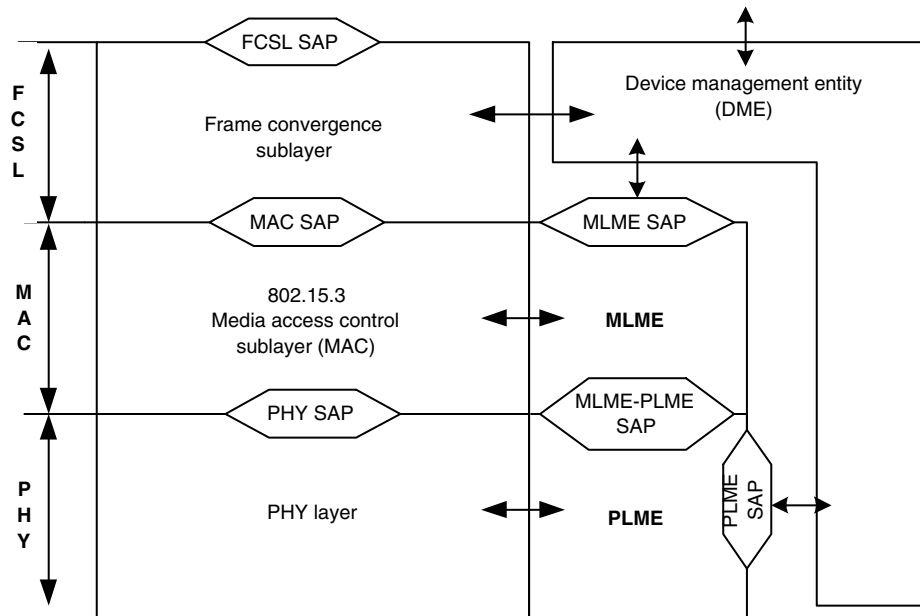 FCSL SAP
Device management entity
(DME)
F
C
S
L
Frame convergence
sublayer
MAC SAP
MLME SAP
M
A
C
802.15.3
Media access control
sublayer (MAC)
MLME
PHY SAP
MLME-PLME
SAP
P
H
Y
PHY layer
PLME
PLME
SAP